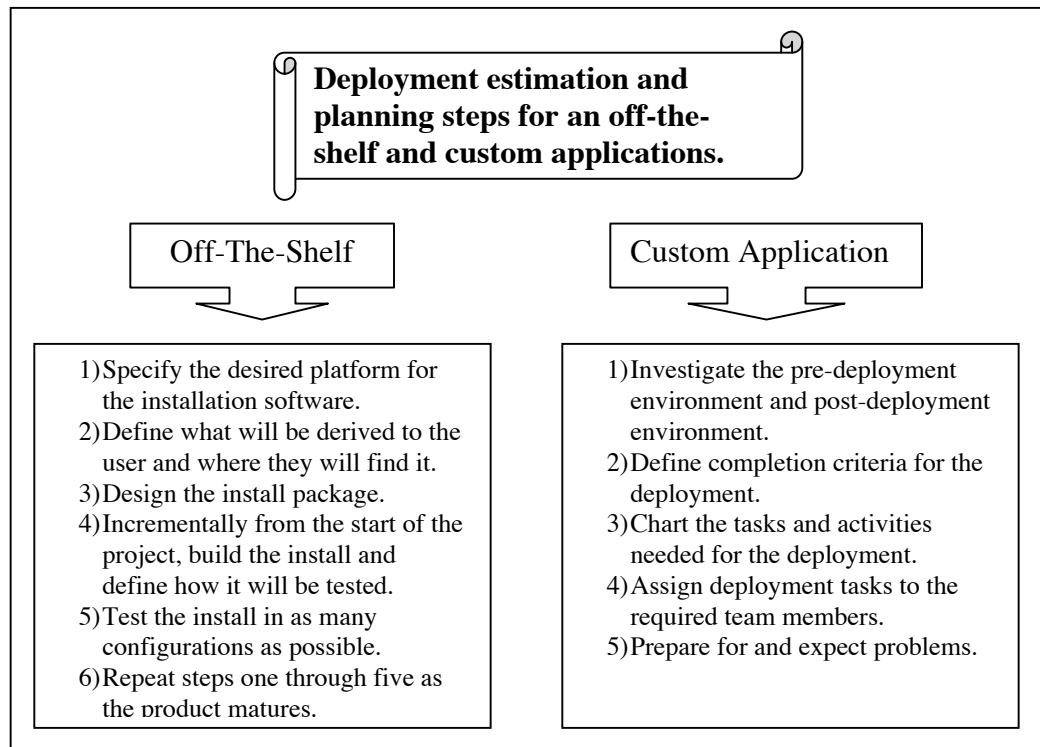 Deployment estimation and
planning steps for an off-the-
shelf and custom applications.
Off-The-Shelf
1)Specify the desired platform for
the installation software.
2)Define what will be derived to the
user and where they will find it.
3)Design the install package.
4)Incrementally from the start of the
project, build the install and
define how it will be tested.
5)Test the install in as many
configurations as possible.
6)Repeat steps one through five as
the product matures.
Custom Application
1)Investigate the pre-deployment
environment and post-deployment
environment.
2)Define completion criteria for the
deployment.
3)Chart the tasks and activities
needed for the deployment.
4)Assign deployment tasks to the
required team members.
5)Prepare for and expect problems.